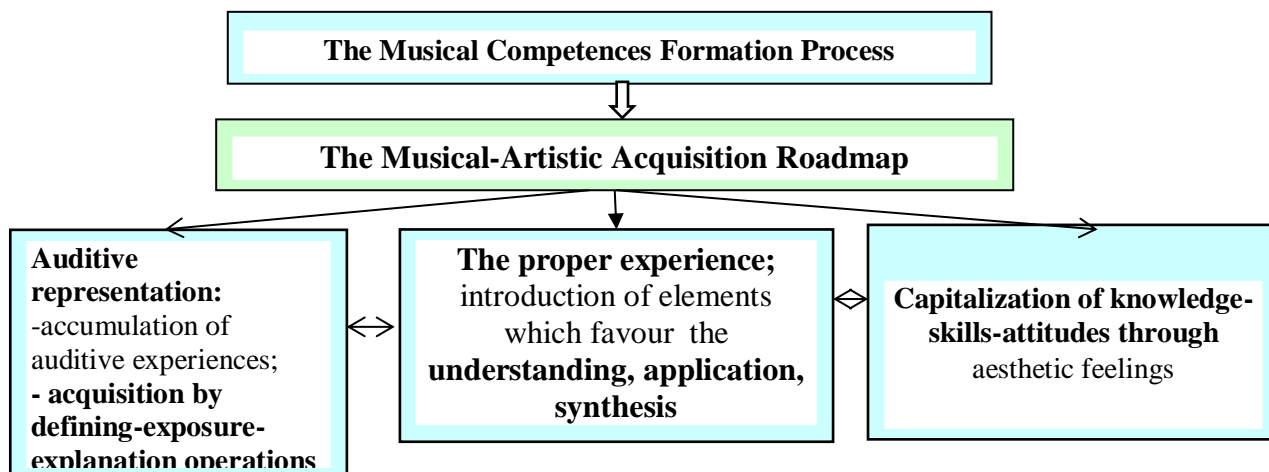 The Musical Competences Formation Process
The Musical-Artistic Acquisition Roadmap
Auditive
representation:
-accumulation of
auditive experiences;
- acquisition by
defining-exposure-
explanation operations
The proper experience;
introduction of elements
which favour the
understanding, application,
synthesis
Capitalization of knowledge-
skills-attitudes through
aesthetic feelings